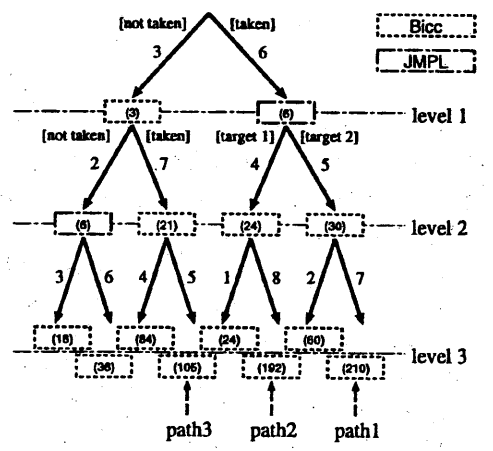 [not taken] [taken] Bicc
3 6 JMPL
(3) (6) level 1
[not taken] [taken] [target 1] [target 2]
2 7 4 5
(6) (21) (24) (30) level 2
3 6 4 5 1 8 2 7
(18) (84) (24) (60)
level 3
(36) (105) (192) (210)
path3 path2 path1